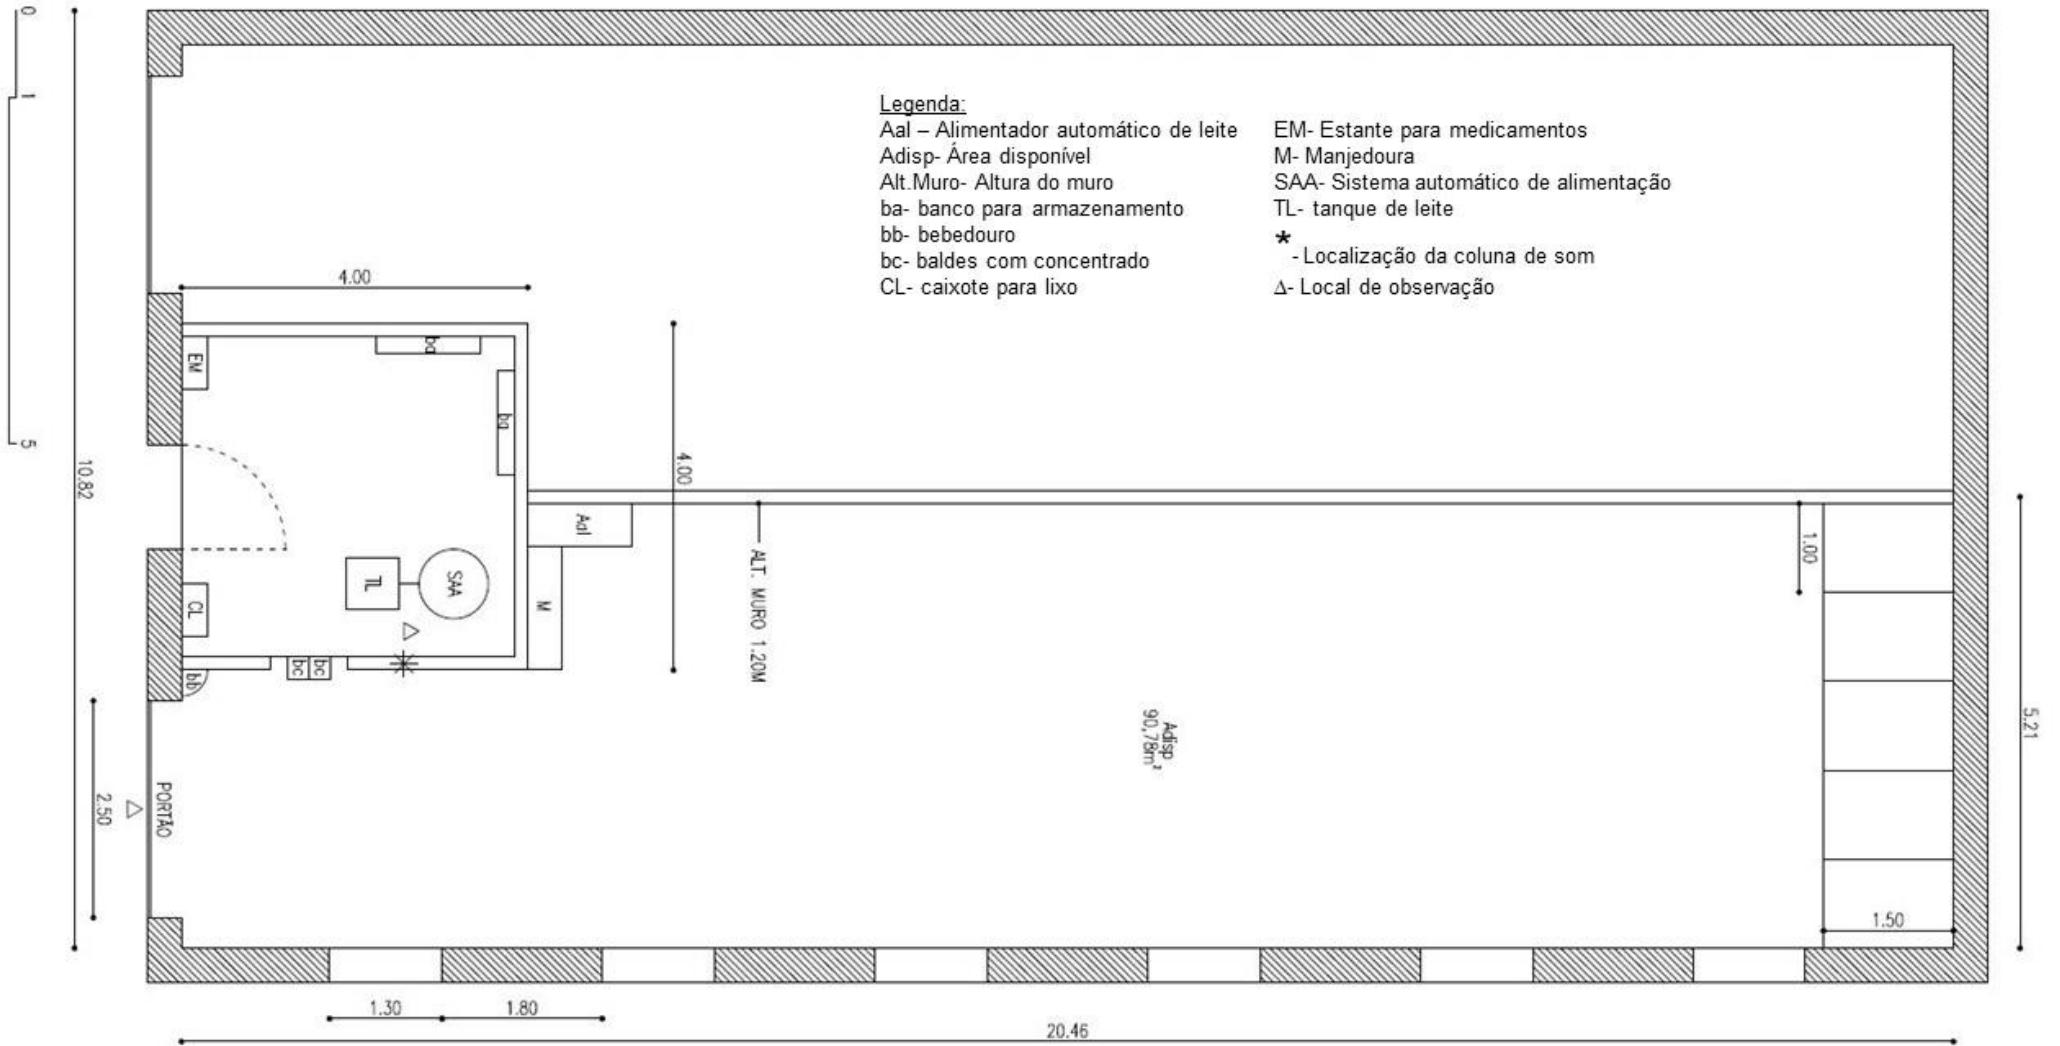 0
1
5
10.82
Legenda:
Aal – Alimentador automático de leite
Adisp- Área disponível
Alt.Muro- Altura do muro
ba- banco para armazenamento
bb- bebedouro
bc- baldes com concentrado
CL- caixote para lixo
EM- Estante para medicamentos
M- Manjedoura
SAA- Sistema automático de alimentação
TL- tanque de leite
*
- Localização da coluna de som
Δ- Local de observação
4.00
EM
ba
ba
4.00
Aal
ALT. MURO 1.20M
1.00
TL
SAA
M
CL
bb
bc
bc
Adisp
90,78m²
5.21
PORTÃO
2.50
1.50
1.30
1.80
20.46